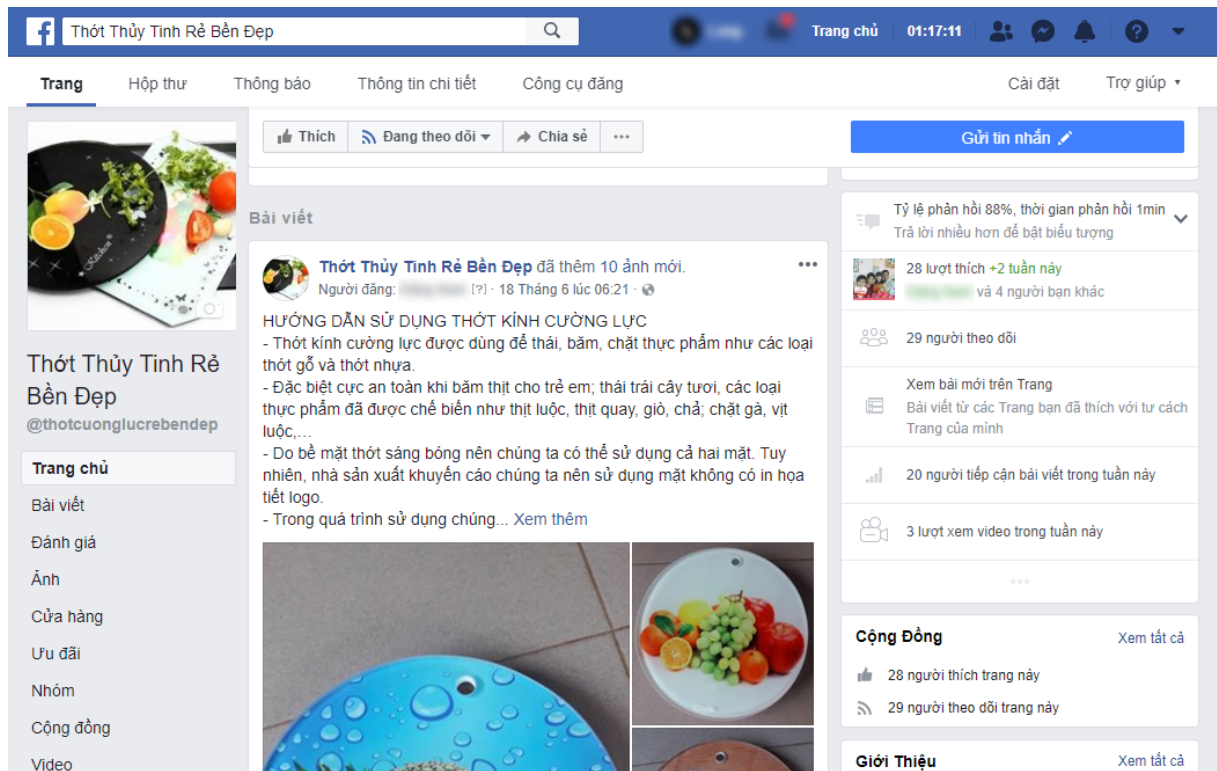 Thớt Thủy Tinh Rẻ Bền Đẹp
Trang chủ
01:17:11
Trang
Hộp thư
Thông báo
Thông tin chi tiết
Công cụ đăng
Cài đặt
Trợ giúp
Thích
Đang theo dõi
Chia sẻ
Gửi tin nhắn
Kitchen
Thớt Thủy Tinh Rẻ
Bền Đẹp
@thotcuonglucrebendep
Trang chủ
Bài viết
Đánh giá
Ảnh
Cửa hàng
Ưu đãi
Nhóm
Cộng đồng
Video
Bài viết
Thớt Thủy Tinh Rẻ Bền Đẹp đã thêm 10 ảnh mới.
Người đăng: [?] · 18 Tháng 6 lúc 06:21 ·
HƯỚNG DẪN SỬ DỤNG THỚT KÍNH CƯỜNG LỰC
- Thớt kính cường lực được dùng để thái, băm, chặt thực phẩm như các loại
thớt gỗ và thớt nhựa.
- Đặc biệt cực an toàn khi băm thịt cho trẻ em; thái trái cây tươi, các loại
thực phẩm đã được chế biến như thịt luộc, thịt quay, giò, chả; chặt gà, vịt
luộc,…
- Do bề mặt thớt sáng bóng nên chúng ta có thể sử dụng cả hai mặt. Tuy
nhiên, nhà sản xuất khuyến cáo chúng ta nên sử dụng mặt không có in họa
tiết logo.
- Trong quá trình sử dụng chúng... Xem thêm
Tỷ lệ phản hồi 88%, thời gian phản hồi 1min
Trả lời nhiều hơn để bật biểu tượng
28 lượt thích +2 tuần này
và 4 người bạn khác
29 người theo dõi
Xem bài mới trên Trang
Bài viết từ các Trang bạn đã thích với tư cách
Trang của mình
20 người tiếp cận bài viết trong tuần này
3 lượt xem video trong tuần này
Cộng Đồng
Xem tất cả
28 người thích trang này
29 người theo dõi trang này
Giới Thiệu
Xem tất cả